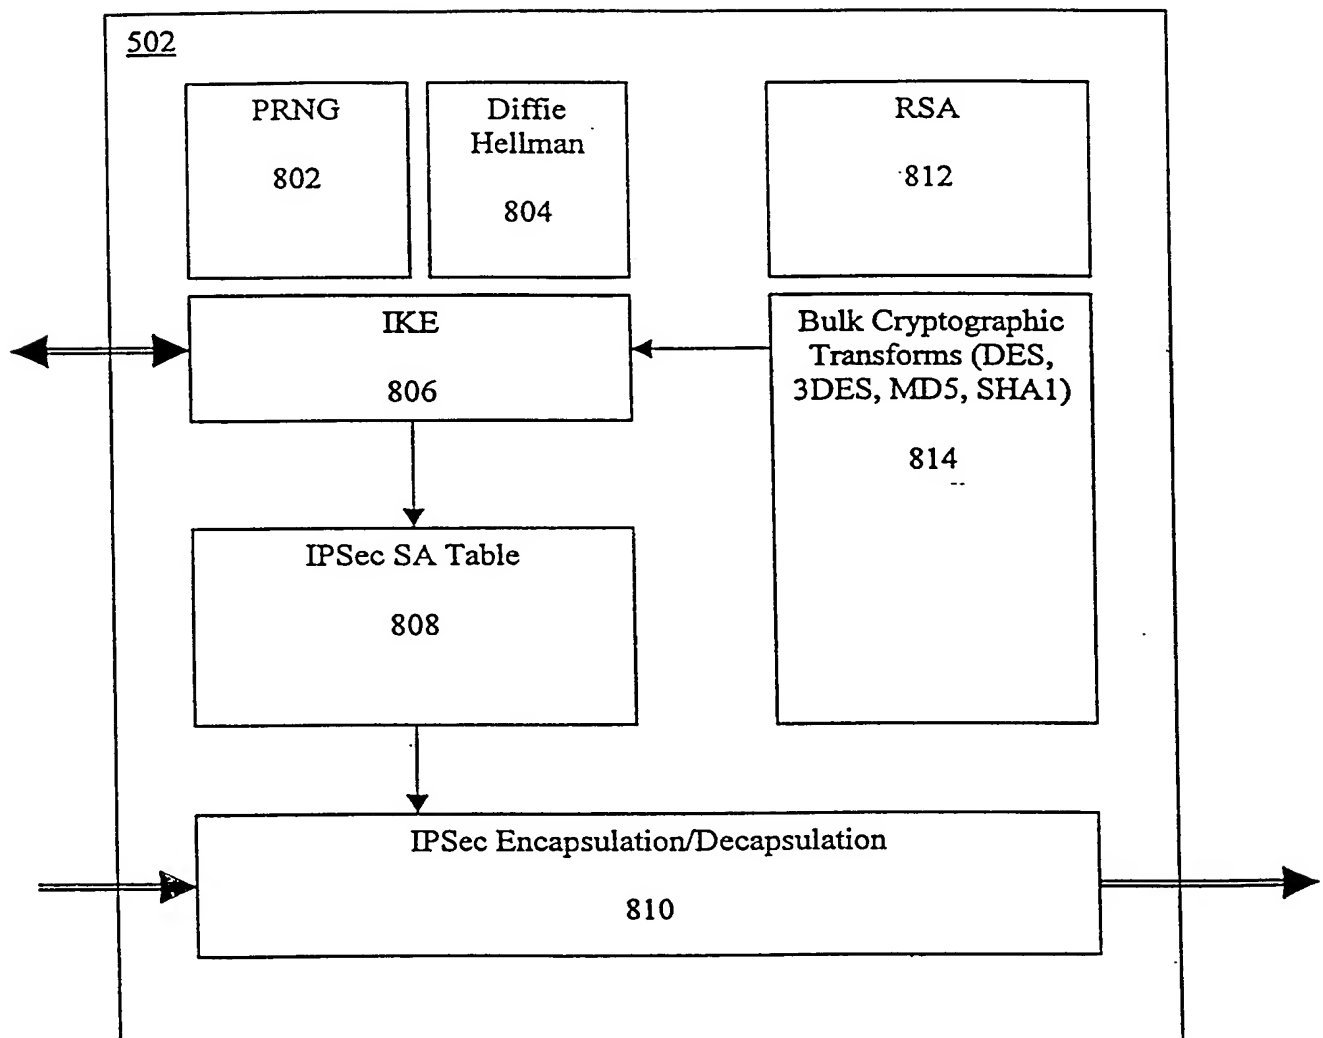 502
PRNG
802
Diffie
Hellman
804
RSA
812
IKE
806
Bulk Cryptographic
Transforms (DES,
3DES, MD5, SHA1)
814
IPSec SA Table
808
IPSec Encapsulation/Decapsulation
810